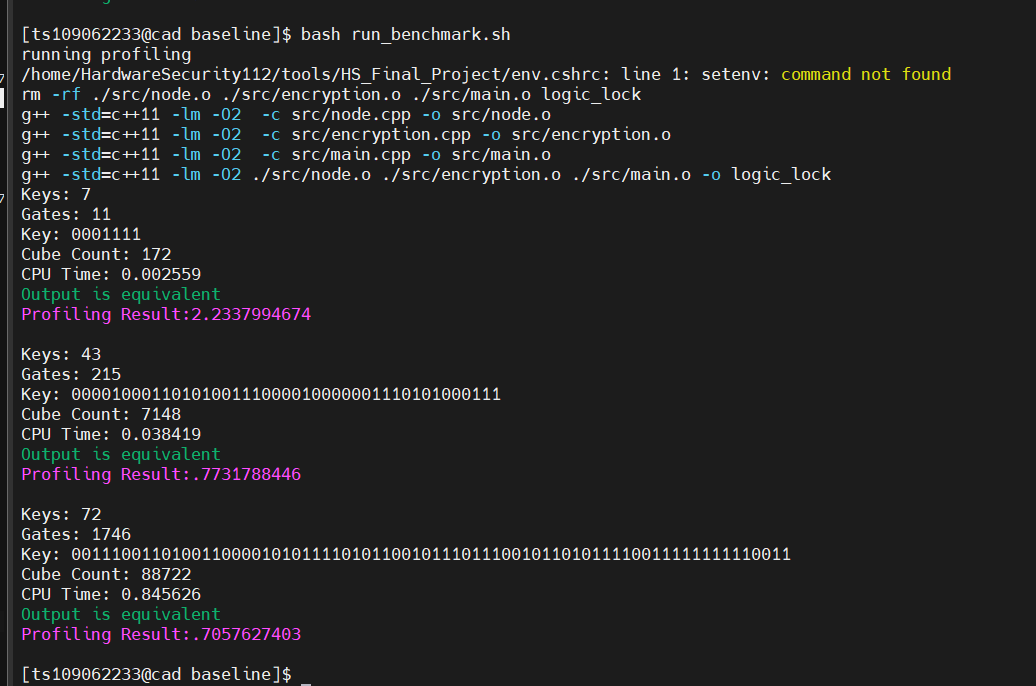 [ts109062233@cad baseline]$ bash run_benchmark.sh
running profiling
/home/HardwareSecurity112/tools/HS_Final_Project/env.cshrc: line 1: setenv: command not found
rm -rf ./src/node.o ./src/encryption.o ./src/main.o logic_lock
g++ -std=c++11 -lm -O2  -c src/node.cpp -o src/node.o
g++ -std=c++11 -lm -O2  -c src/encryption.cpp -o src/encryption.o
g++ -std=c++11 -lm -O2  -c src/main.cpp -o src/main.o
g++ -std=c++11 -lm -O2 ./src/node.o ./src/encryption.o ./src/main.o -o logic_lock
Keys: 7
Gates: 11
Key: 0001111
Cube Count: 172
CPU Time: 0.002559
Output is equivalent
Profiling Result:2.2337994674
Keys: 43
Gates: 215
Key: 0000100011010100111000010000001110101000111
Cube Count: 7148
CPU Time: 0.038419
Output is equivalent
Profiling Result:.7731788446
Keys: 72
Gates: 1746
Key: 001110011010011000010101111010110010111011100101101011110011111111110011
Cube Count: 88722
CPU Time: 0.845626
Output is equivalent
Profiling Result:.7057627403
[ts109062233@cad baseline]$